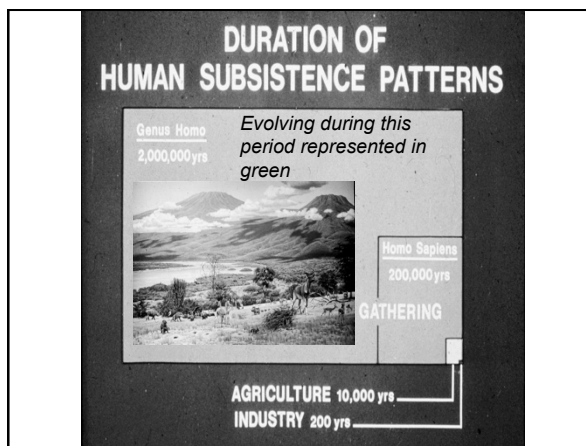 DURATION OF
HUMAN SUBSISTENCE PATTERNS
Genus Homo
2,000,000 yrs
Evolving during this
period represented in
green
Homo Sapiens
200,000 yrs
GATHERING
AGRICULTURE 10,000 yrs
INDUSTRY 200 yrs